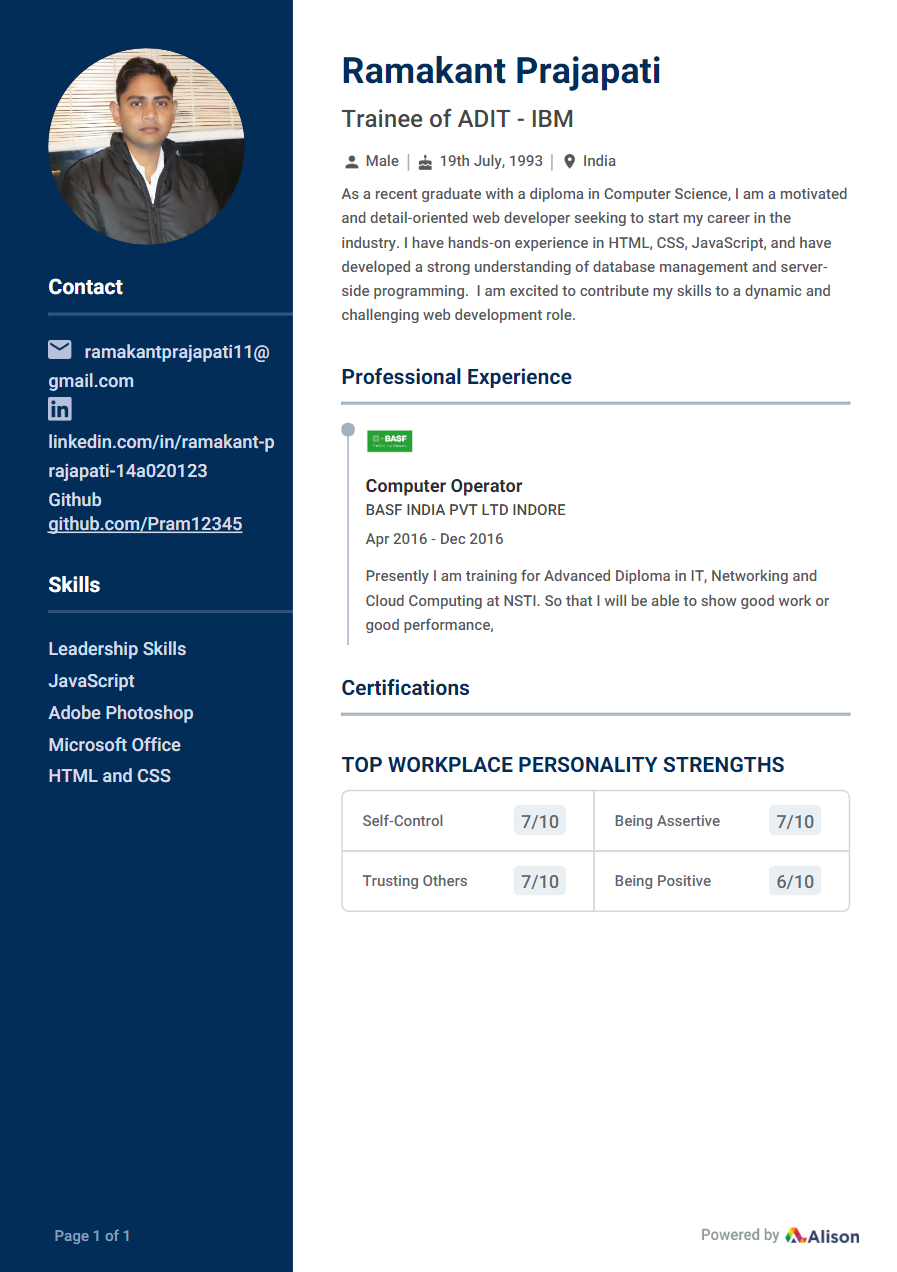 Ramakant Prajapati
Trainee of ADIT - IBM
Male | 19th July, 1993 | India
As a recent graduate with a diploma in Computer Science, I am a motivated
and detail-oriented web developer seeking to start my career in the
industry. I have hands-on experience in HTML, CSS, JavaScript, and have
developed a strong understanding of database management and server-
side programming.  I am excited to contribute my skills to a dynamic and
challenging web development role.
Contact
ramakantprajapati11@
gmail.com
in
linkedin.com/in/ramakant-p
rajapati-14a020123
Github
github.com/Pram12345
Skills
Leadership Skills
JavaScript
Adobe Photoshop
Microsoft Office
HTML and CSS
Professional Experience
BASF
Computer Operator
BASF INDIA PVT LTD INDORE
Apr 2016 - Dec 2016
Presently I am training for Advanced Diploma in IT, Networking and
Cloud Computing at NSTI. So that I will be able to show good work or
good performance,
Certifications
TOP WORKPLACE PERSONALITY STRENGTHS
Self-Control 7/10 Being Assertive 7/10
Trusting Others 7/10 Being Positive 6/10
Page 1 of 1
Powered by Alison